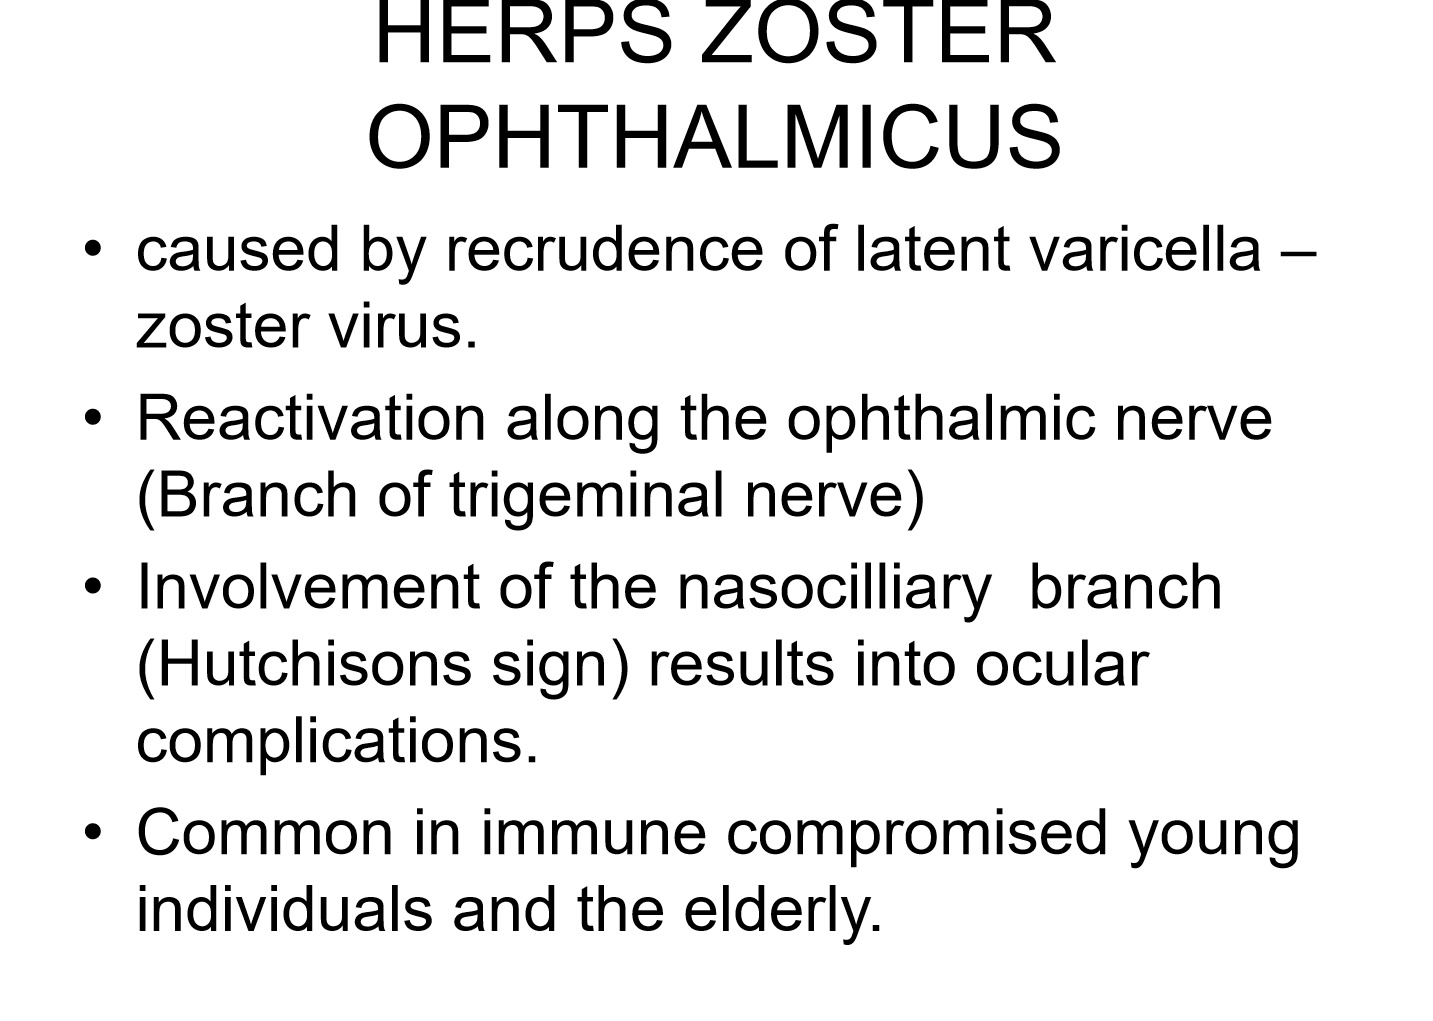 HERPS ZOSTER
OPHTHALMICUS
• caused by recrudence of latent varicella –
zoster virus.
• Reactivation along the ophthalmic nerve
(Branch of trigeminal nerve)
• Involvement of the nasocilliary  branch
(Hutchisons sign) results into ocular
complications.
• Common in immune compromised young
individuals and the elderly.